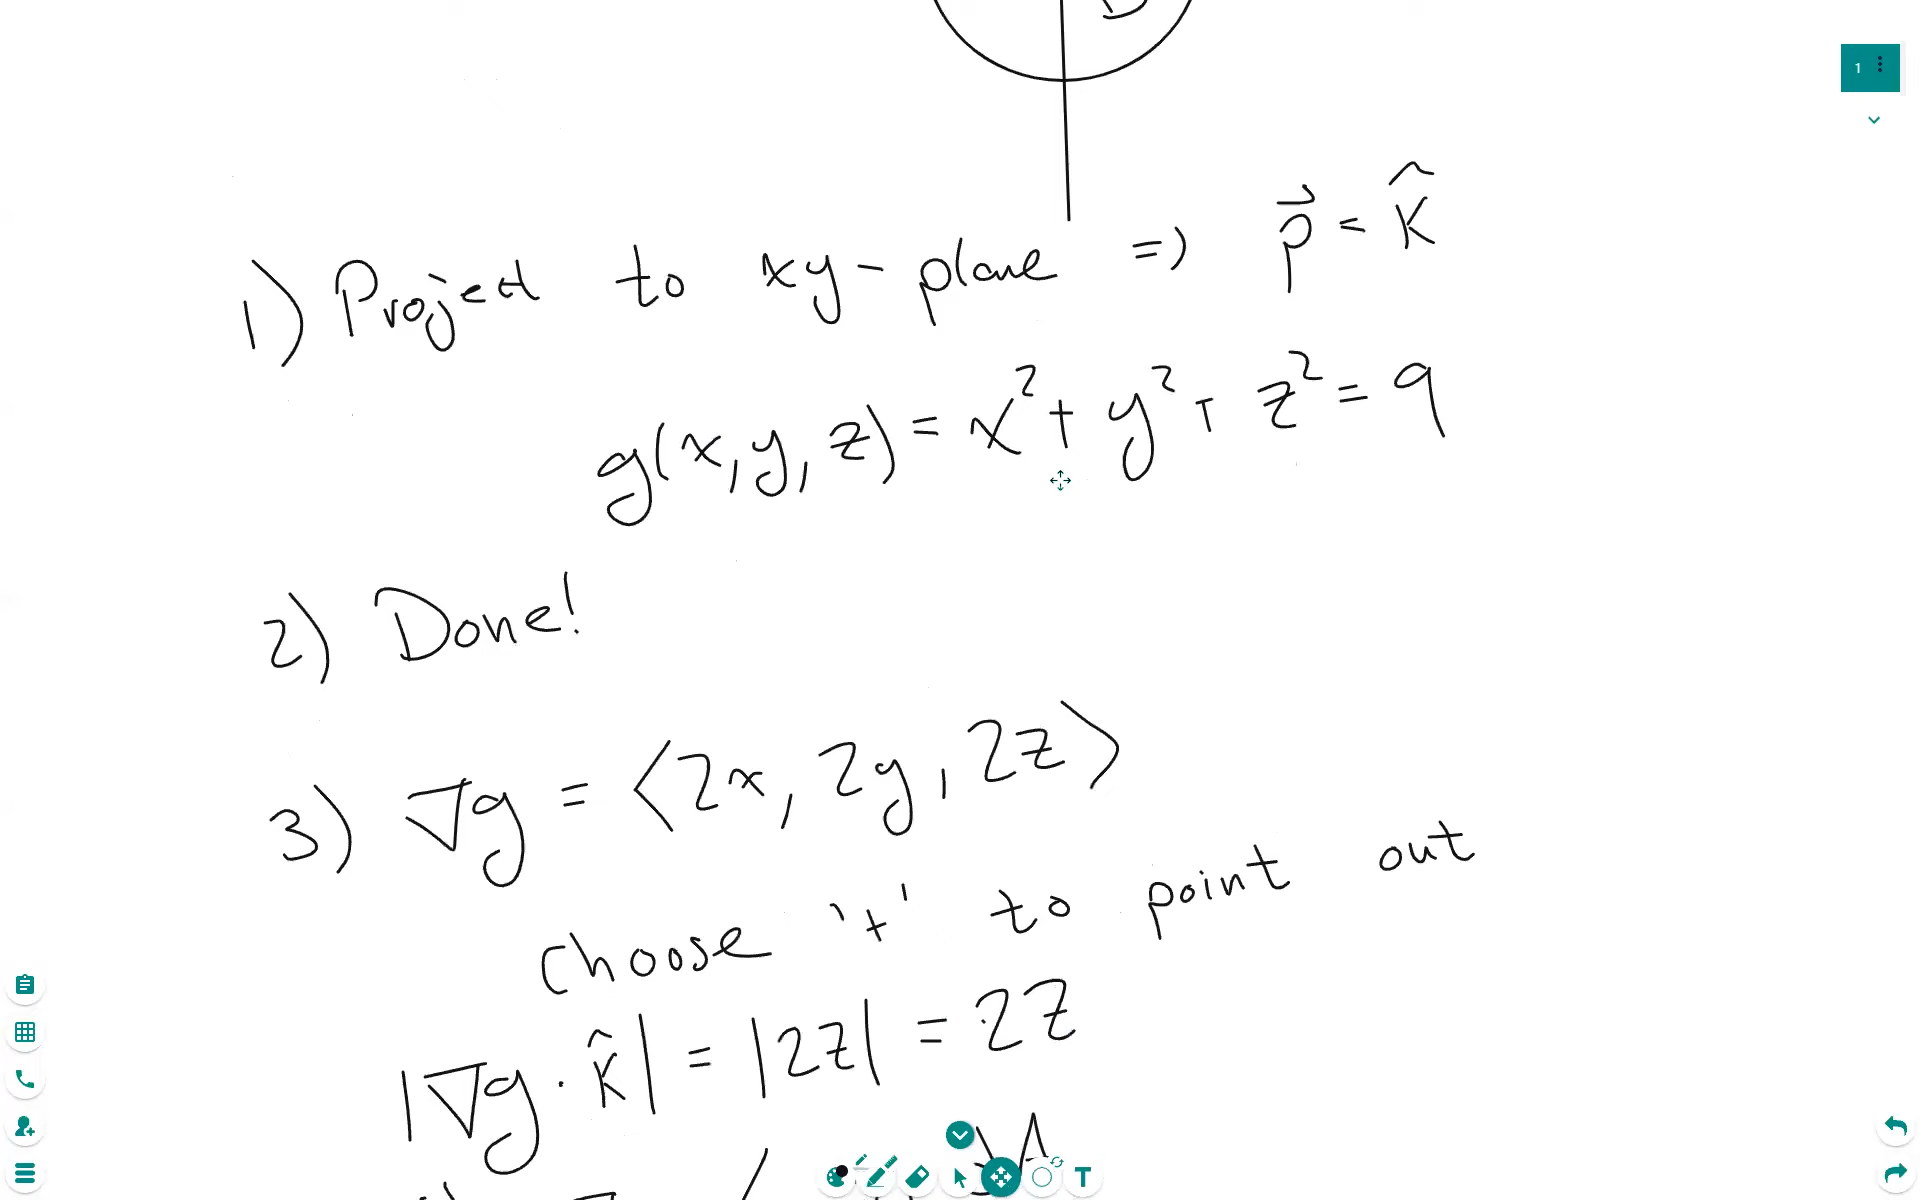 D
1
1) Project to xy-plane => p⃗ = k̂
g(x,y,z) = x² + y² + z² = 9
2) Done!
3) ∇g = ⟨2x, 2y, 2z⟩
choose '+' to point out
|∇g · k̂| = |2z| = 2z
T